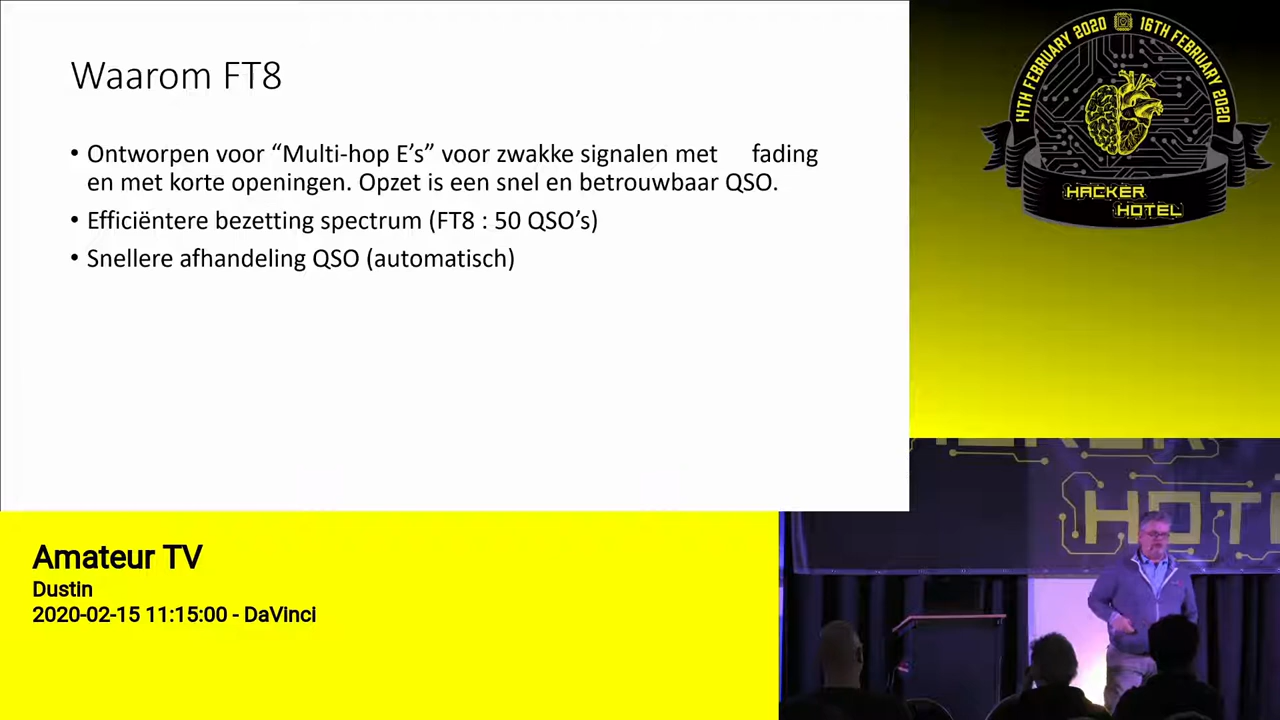 Waarom FT8
• Ontworpen voor “Multi-hop E’s” voor zwakke signalen met fading
en met korte openingen. Opzet is een snel en betrouwbaar QSO.
• Efficiëntere bezetting spectrum (FT8 : 50 QSO’s)
• Snellere afhandeling QSO (automatisch)
14TH FEBRUARY 2020
16TH FEBRUARY 2020
HACKER
HOTEL
Amateur TV
Dustin
2020-02-15 11:15:00 - DaVinci
HOTE